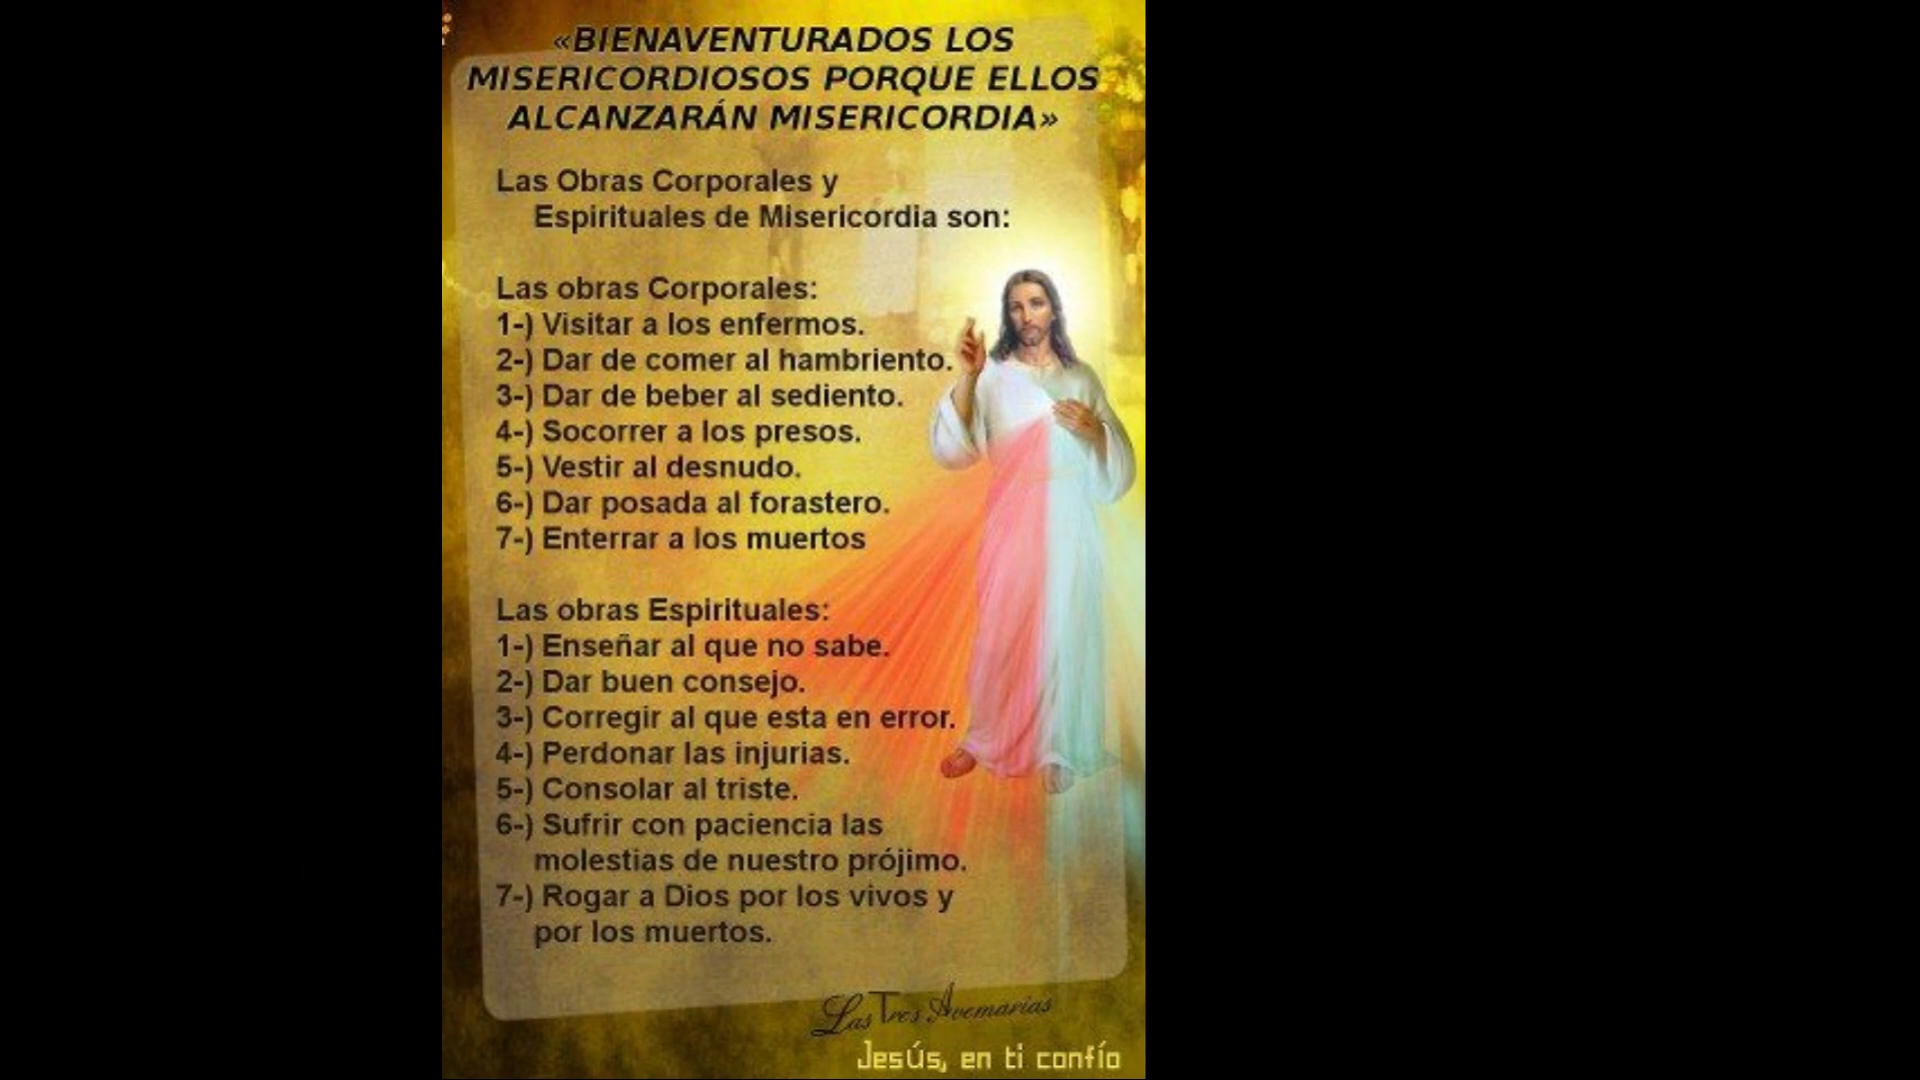 «BIENAVENTURADOS LOS
MISERICORDIOSOS PORQUE ELLOS
ALCANZARÁN MISERICORDIA»
Las Obras Corporales y
Espirituales de Misericordia son:
Las obras Corporales:
1-) Visitar a los enfermos.
2-) Dar de comer al hambriento.
3-) Dar de beber al sediento.
4-) Socorrer a los presos.
5-) Vestir al desnudo.
6-) Dar posada al forastero.
7-) Enterrar a los muertos
Las obras Espirituales:
1-) Enseñar al que no sabe.
2-) Dar buen consejo.
3-) Corregir al que esta en error.
4-) Perdonar las injurias.
5-) Consolar al triste.
6-) Sufrir con paciencia las
molestias de nuestro prójimo.
7-) Rogar a Dios por los vivos y
por los muertos.
Las Tres Avemarías
Jesús, en ti confío